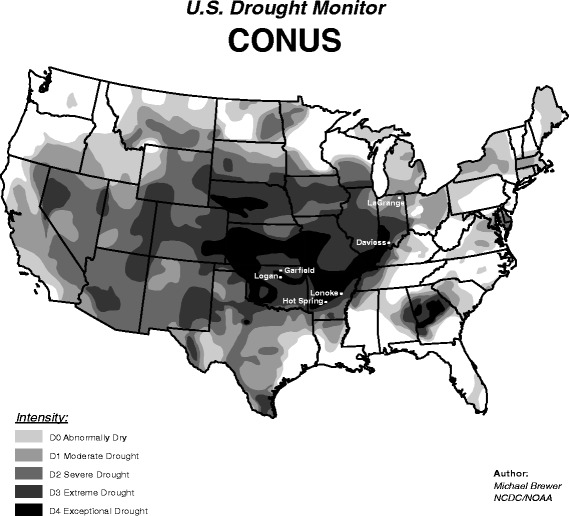 U.S. Drought Monitor
CONUS
LaGrange
Daviess
Garfield
Logan
Lonoke
Hot Spring
Intensity:
D0 Abnormally Dry
D1 Moderate Drought
D2 Severe Drought
D3 Extreme Drought
D4 Exceptional Drought
Author:
Michael Brewer
NCDC/NOAA